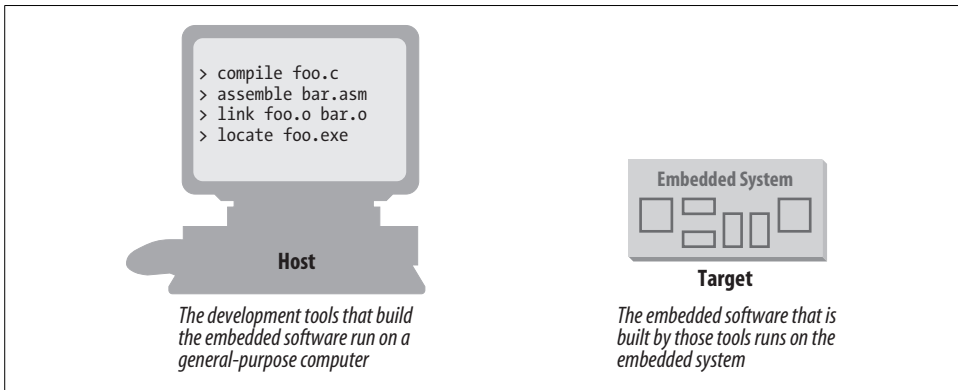 > compile foo.c
> assemble bar.asm
> link foo.o bar.o
> locate foo.exe
Host
The development tools that build
the embedded software run on a
general-purpose computer
Embedded System
Target
The embedded software that is
built by those tools runs on the
embedded system